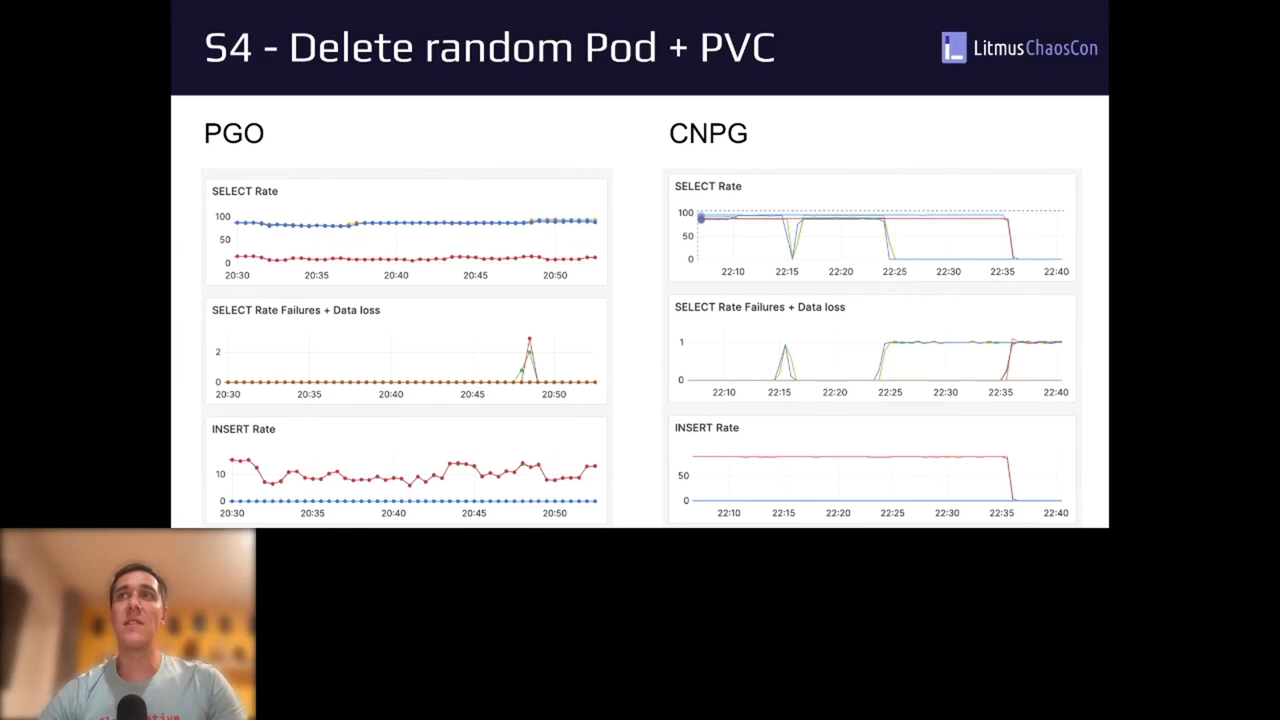 S4 - Delete random Pod + PVC
LitmusChaosCon
PGO
SELECT Rate
100
50
0
20:30 20:35 20:40 20:45 20:50
SELECT Rate Failures + Data loss
2
0
20:30 20:35 20:40 20:45 20:50
INSERT Rate
10
0
20:30 20:35 20:40 20:45 20:50
CNPG
SELECT Rate
100
50
0
22:10 22:15 22:20 22:25 22:30 22:35 22:40
SELECT Rate Failures + Data loss
1
0
22:10 22:15 22:20 22:25 22:30 22:35 22:40
INSERT Rate
50
0
22:10 22:15 22:20 22:25 22:30 22:35 22:40